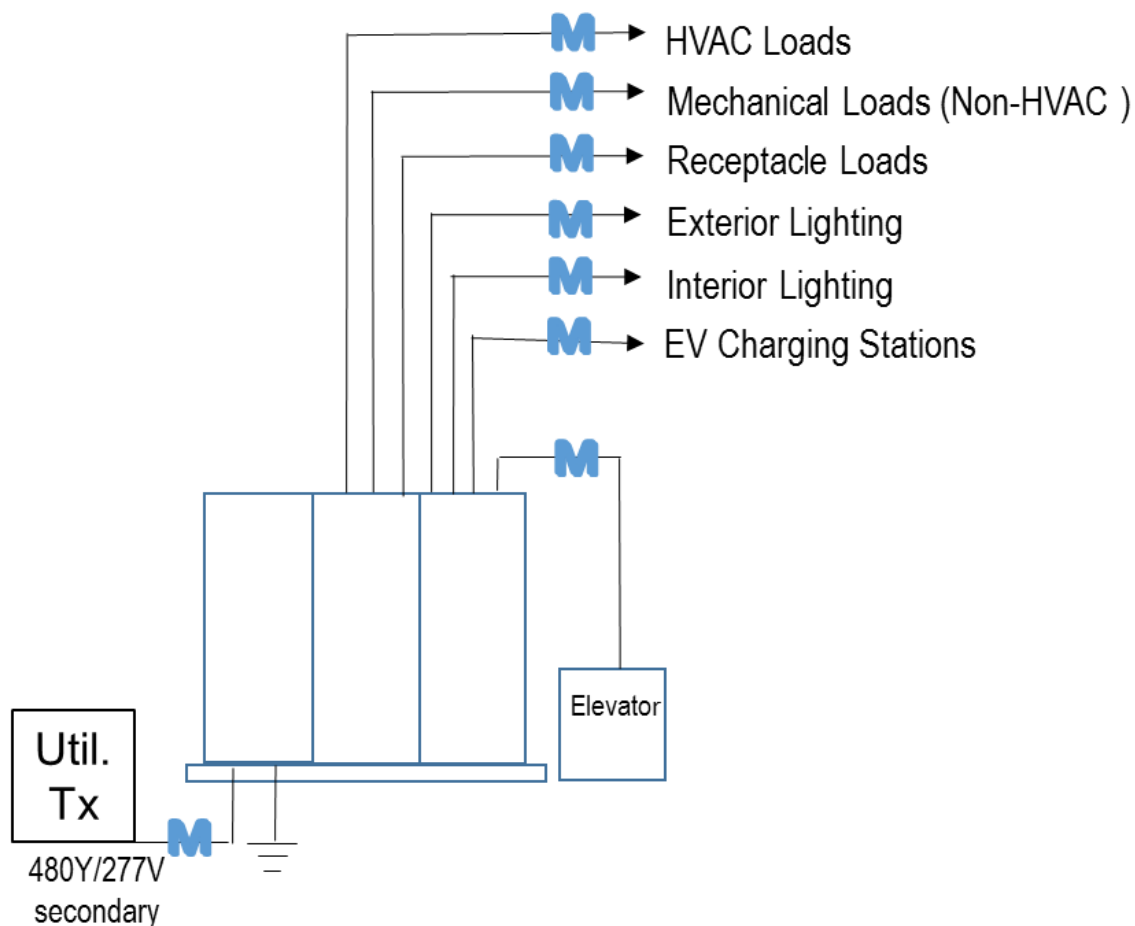 M HVAC Loads
M Mechanical Loads (Non-HVAC )
M Receptacle Loads
M Exterior Lighting
M Interior Lighting
M EV Charging Stations
M
Elevator
Util.
Tx
M
480Y/277V
secondary